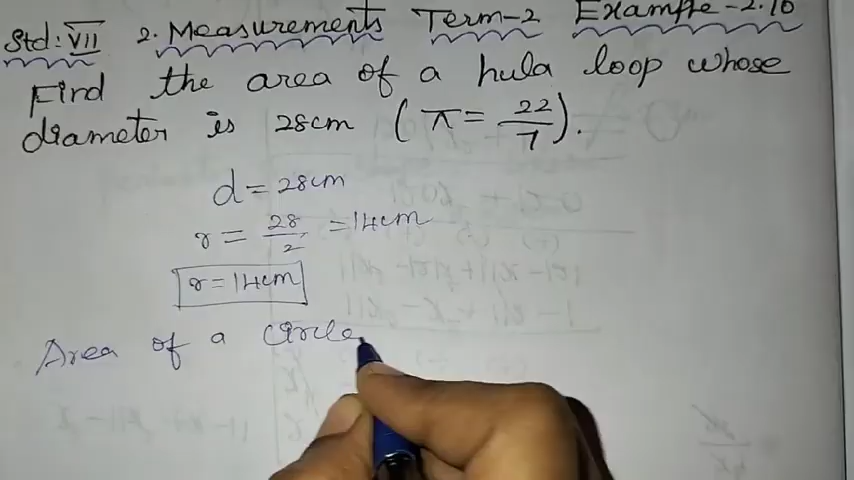 Std: VII 2. Measurements Term-2 Example-2.10
Find the area of a hula loop whose
diameter is 28cm (π = 22/7).
d = 28cm
r = 28/2 = 14cm
r = 14cm
Area of a circle